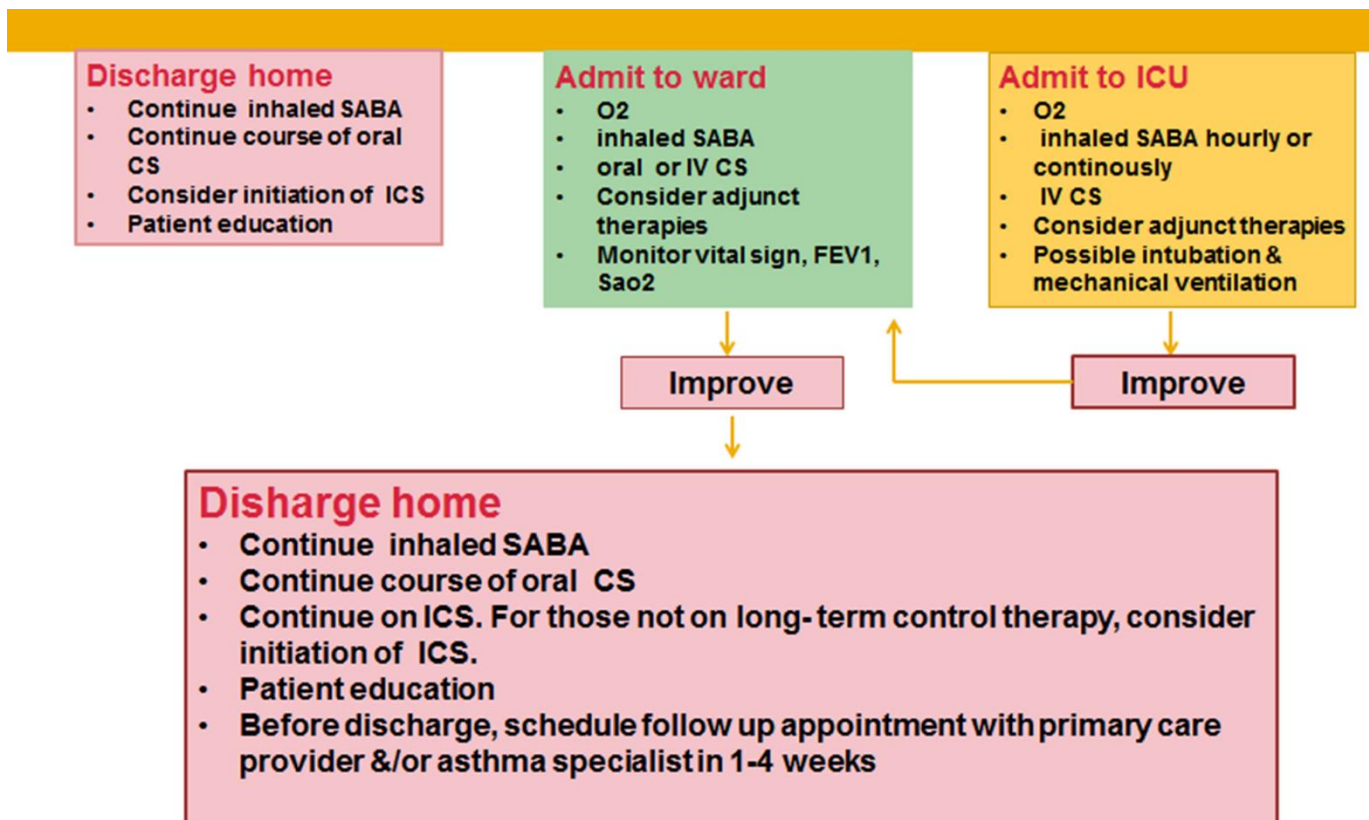 Discharge home
• Continue inhaled SABA
• Continue course of oral
CS
• Consider initiation of ICS
• Patient education
Admit to ward
• O2
• inhaled SABA
• oral or IV CS
• Consider adjunct
therapies
• Monitor vital sign, FEV1,
Sao2
Admit to ICU
• O2
• inhaled SABA hourly or
continously
• IV CS
• Consider adjunct therapies
• Possible intubation &
mechanical ventilation
Improve
Improve
Disharge home
• Continue inhaled SABA
• Continue course of oral CS
• Continue on ICS. For those not on long- term control therapy, consider
initiation of ICS.
• Patient education
• Before discharge, schedule follow up appointment with primary care
provider &/or asthma specialist in 1-4 weeks